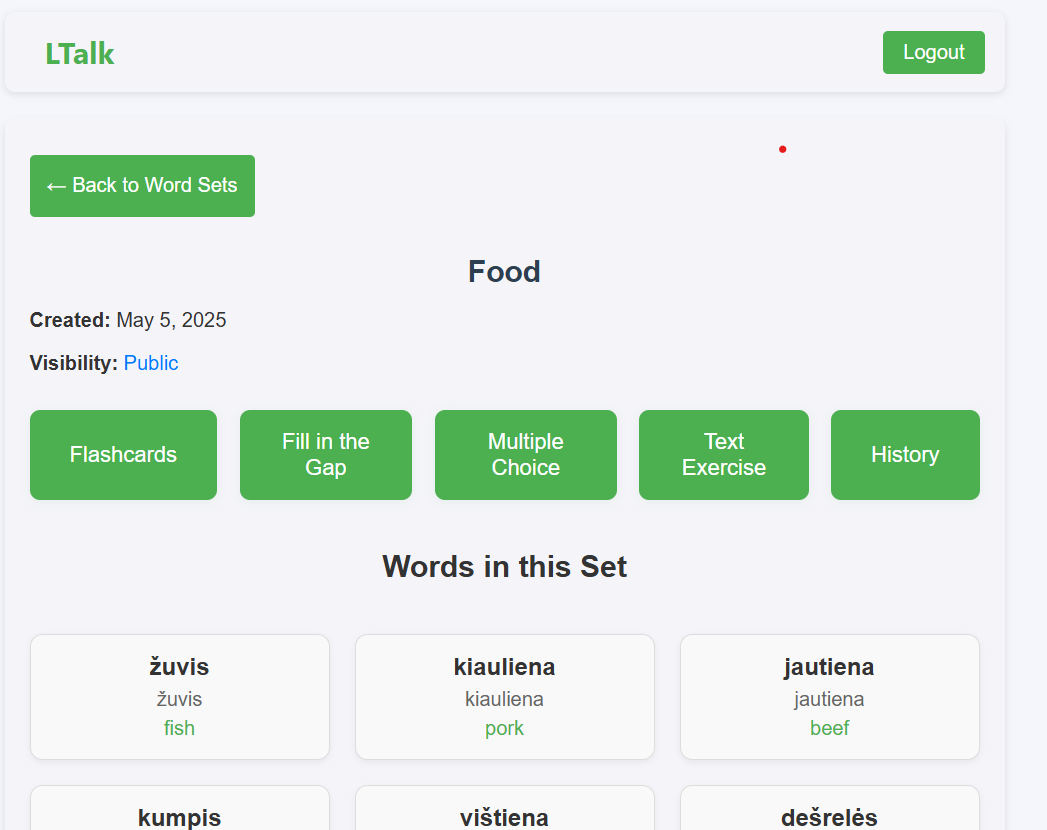 LTalk
Logout
← Back to Word Sets
Food
Created: May 5, 2025
Visibility: Public
Flashcards
Fill in the
Gap
Multiple
Choice
Text
Exercise
History
Words in this Set
žuvis
žuvis
fish
kiauliena
kiauliena
pork
jautiena
jautiena
beef
kumpis
vištiena
dešrelės